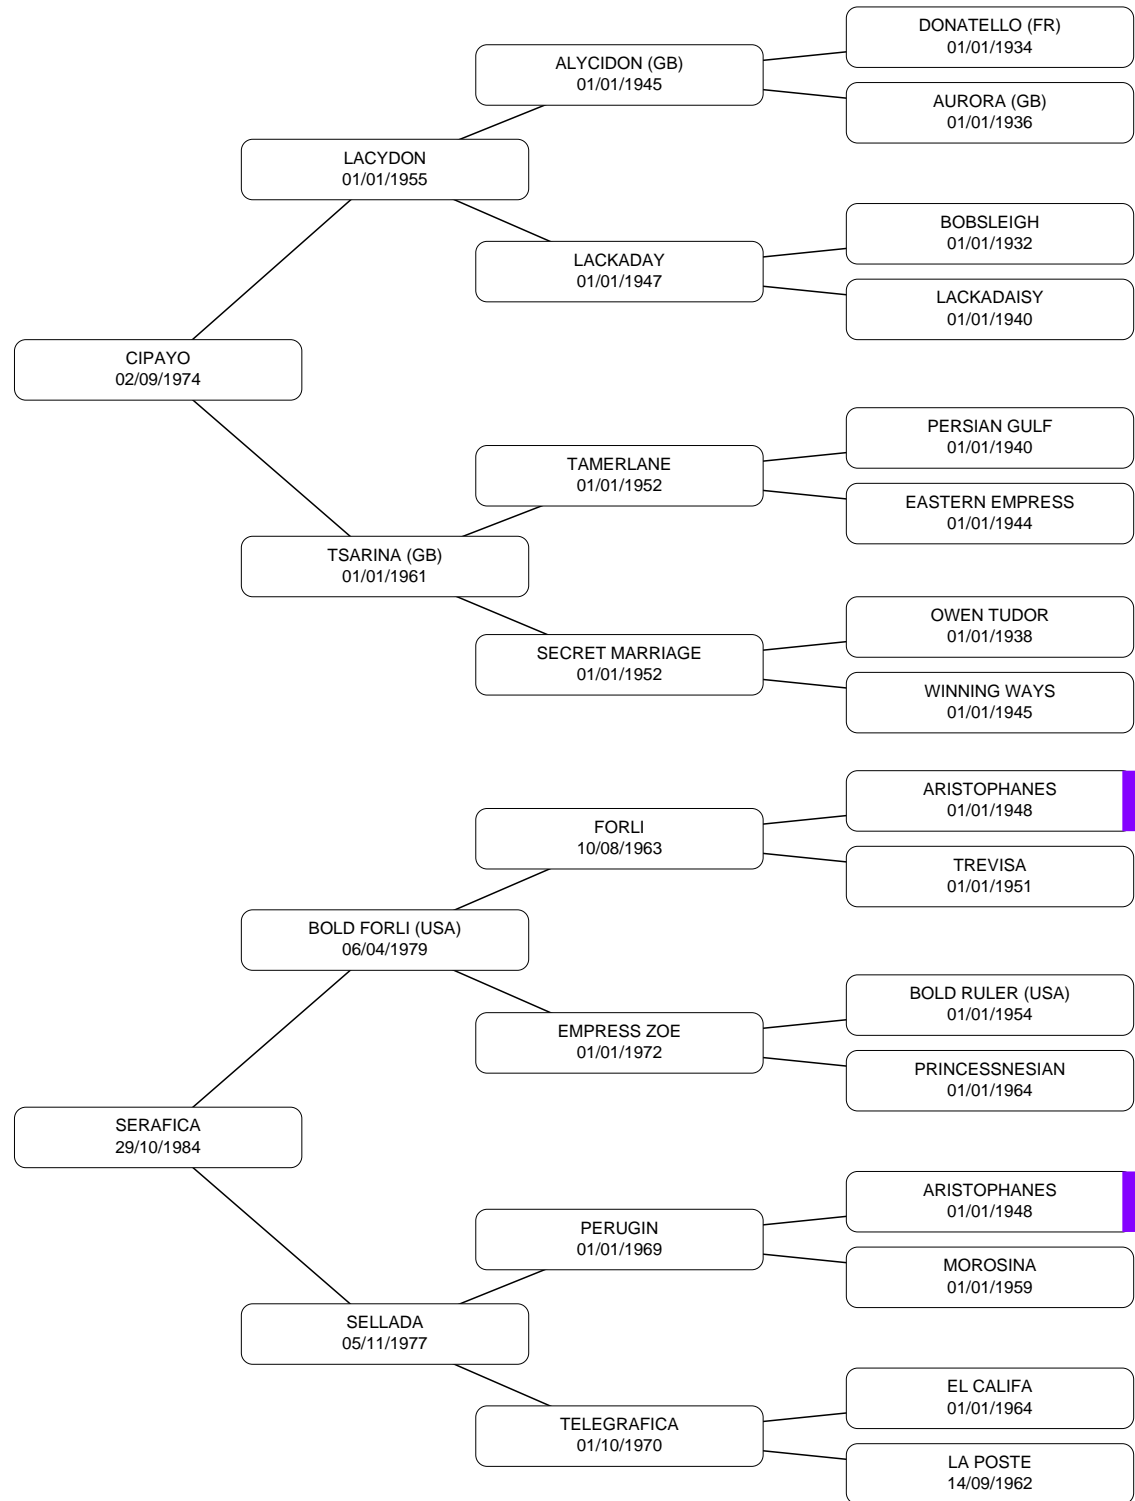 DONATELLO (FR)
01/01/1934
ALYCIDON (GB)
01/01/1945
AURORA (GB)
01/01/1936
LACYDON
01/01/1955
BOBSLEIGH
01/01/1932
LACKADAY
01/01/1947
LACKADAISY
01/01/1940
CIPAYO
02/09/1974
PERSIAN GULF
01/01/1940
TAMERLANE
01/01/1952
EASTERN EMPRESS
01/01/1944
TSARINA (GB)
01/01/1961
OWEN TUDOR
01/01/1938
SECRET MARRIAGE
01/01/1952
WINNING WAYS
01/01/1945
ARISTOPHANES
01/01/1948
FORLI
10/08/1963
TREVISA
01/01/1951
BOLD FORLI (USA)
06/04/1979
BOLD RULER (USA)
01/01/1954
EMPRESS ZOE
01/01/1972
PRINCESSNESIAN
01/01/1964
SERAFICA
29/10/1984
ARISTOPHANES
01/01/1948
PERUGIN
01/01/1969
MOROSINA
01/01/1959
SELLADA
05/11/1977
EL CALIFA
01/01/1964
TELEGRAFICA
01/10/1970
LA POSTE
14/09/1962